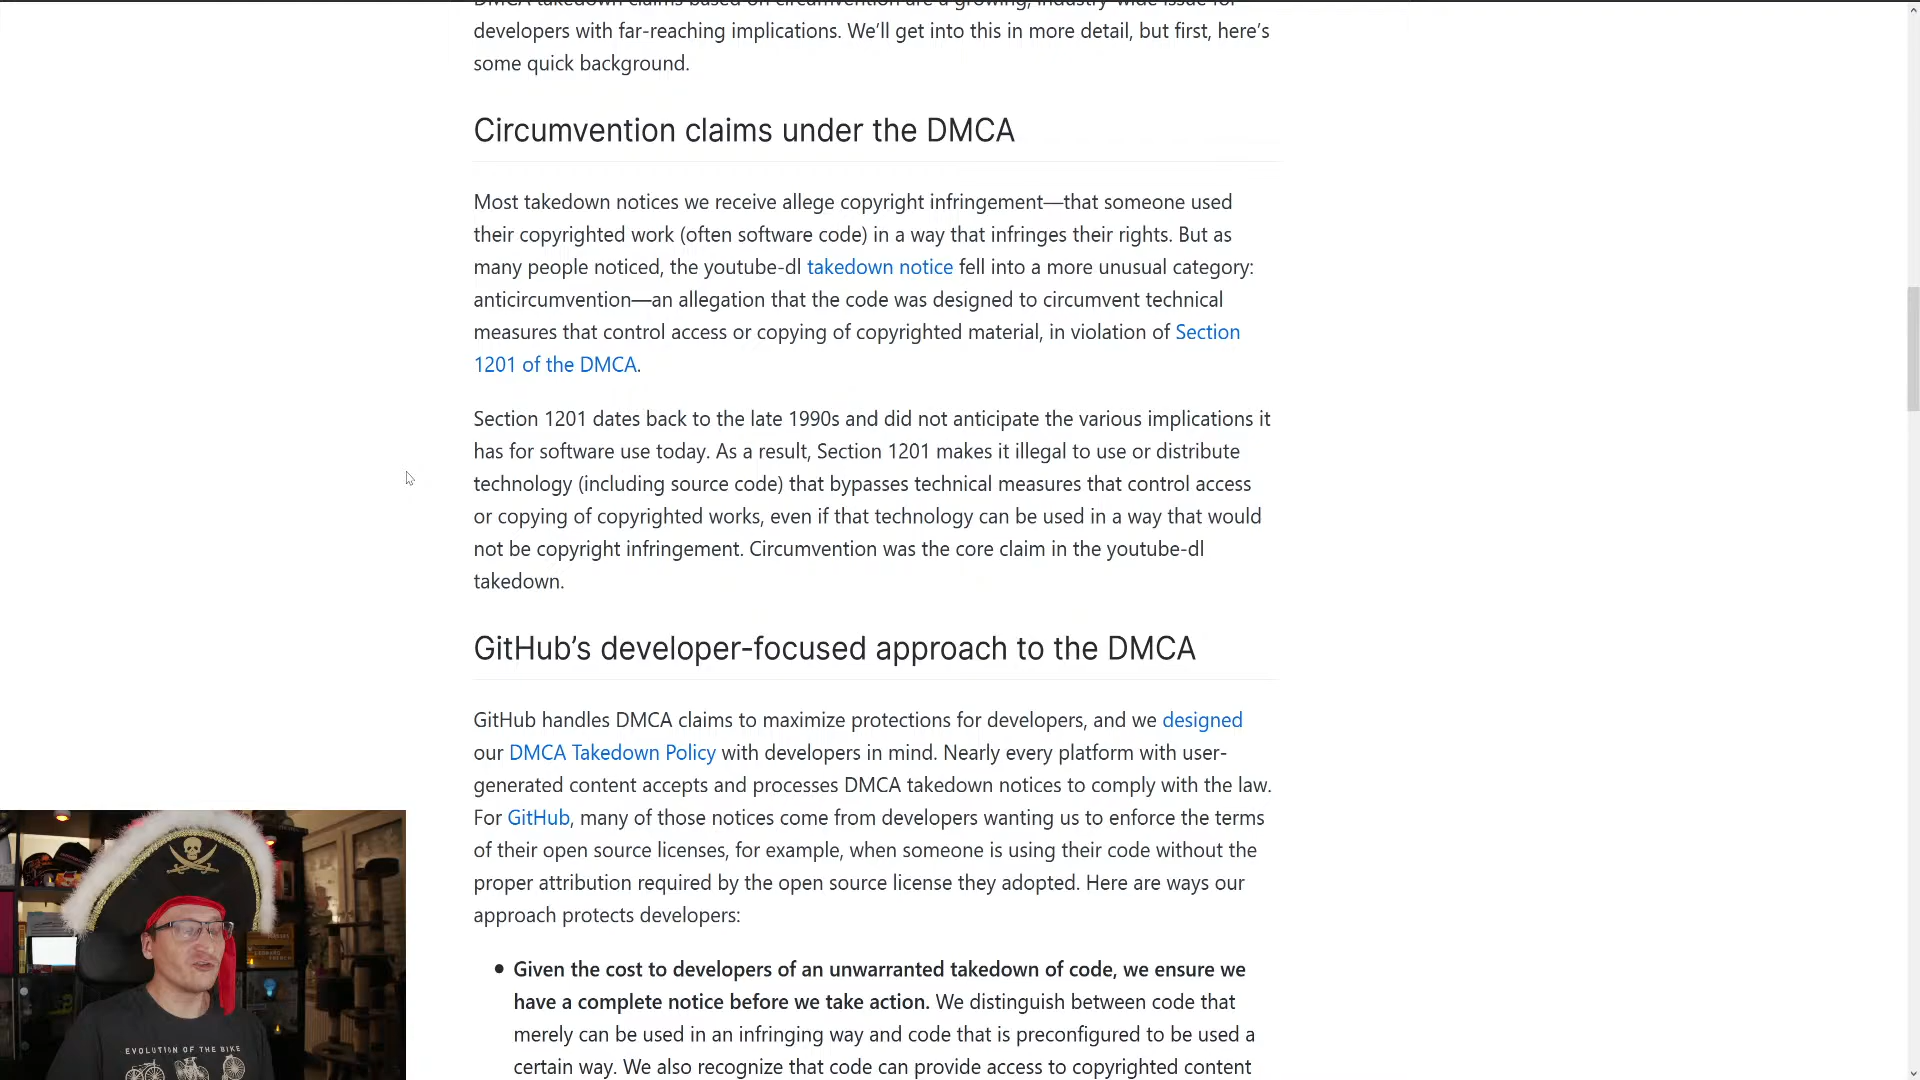 DMCA takedown claims based on circumvention are a growing, industry-wide issue for
developers with far-reaching implications. We’ll get into this in more detail, but first, here’s
some quick background.
Circumvention claims under the DMCA
Most takedown notices we receive allege copyright infringement—that someone used
their copyrighted work (often software code) in a way that infringes their rights. But as
many people noticed, the youtube-dl takedown notice fell into a more unusual category:
anticircumvention—an allegation that the code was designed to circumvent technical
measures that control access or copying of copyrighted material, in violation of Section
1201 of the DMCA.
Section 1201 dates back to the late 1990s and did not anticipate the various implications it
has for software use today. As a result, Section 1201 makes it illegal to use or distribute
technology (including source code) that bypasses technical measures that control access
or copying of copyrighted works, even if that technology can be used in a way that would
not be copyright infringement. Circumvention was the core claim in the youtube-dl
takedown.
GitHub’s developer-focused approach to the DMCA
GitHub handles DMCA claims to maximize protections for developers, and we designed
our DMCA Takedown Policy with developers in mind. Nearly every platform with user-
generated content accepts and processes DMCA takedown notices to comply with the law.
For GitHub, many of those notices come from developers wanting us to enforce the terms
of their open source licenses, for example, when someone is using their code without the
proper attribution required by the open source license they adopted. Here are ways our
approach protects developers:
• Given the cost to developers of an unwarranted takedown of code, we ensure we
have a complete notice before we take action. We distinguish between code that
merely can be used in an infringing way and code that is preconfigured to be used a
certain way. We also recognize that code can provide access to copyrighted content
EVOLUTION OF THE BIKE